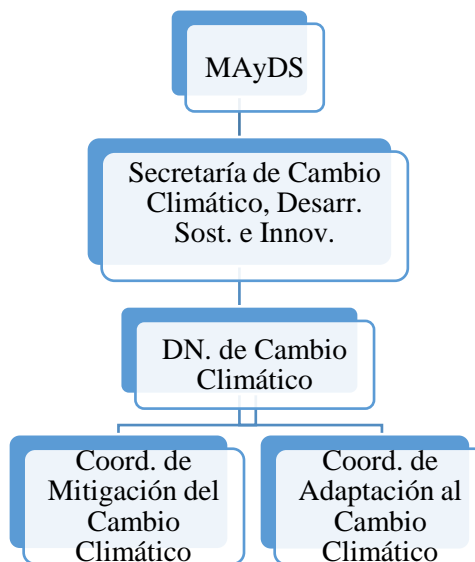 MAyDS
Secretaría de Cambio
Climático, Desarr.
Sost. e Innov.
DN. de Cambio
Climático
Coord. de
Mitigación del
Cambio
Climático
Coord. de
Adaptación al
Cambio
Climático